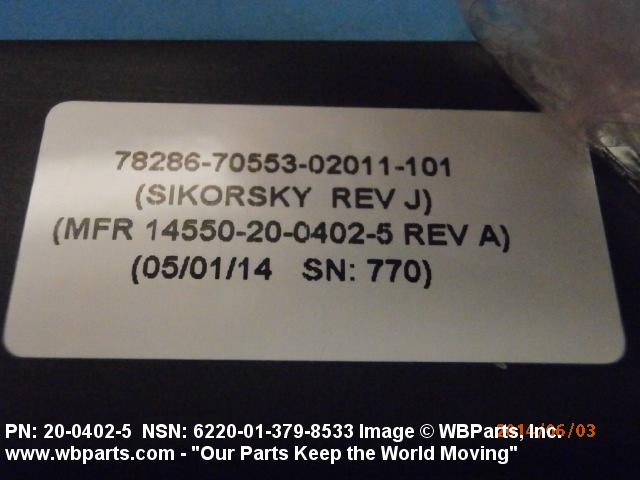 78286-70553-02011-101
(SIKORSKY REV J)
(MFR 14550-20-0402-5 REV A)
(05/01/14 SN: 770)
PN: 20-0402-5 NSN: 6220-01-379-8533 Image © WBParts, Inc.
2014/06/03
www.wbparts.com - "Our Parts Keep the World Moving"